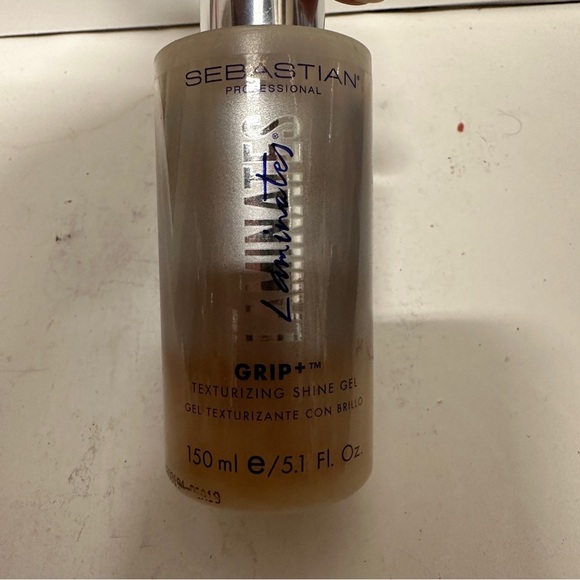 SEBASTIAN®
PROFESSIONAL
LAMINATES
Laminates®
GRIP+™
TEXTURIZING SHINE GEL
GEL TEXTURIZANTE CON BRILLO
150 ml e/5.1 Fl. Oz.